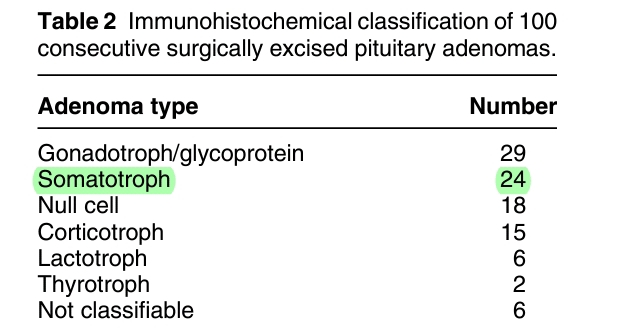 Table 2 Immunohistochemical classification of 100
consecutive surgically excised pituitary adenomas.
Adenoma type Number
Gonadotroph/glycoprotein 29
Somatotroph 24
Null cell 18
Corticotroph 15
Lactotroph 6
Thyrotroph 2
Not classifiable 6